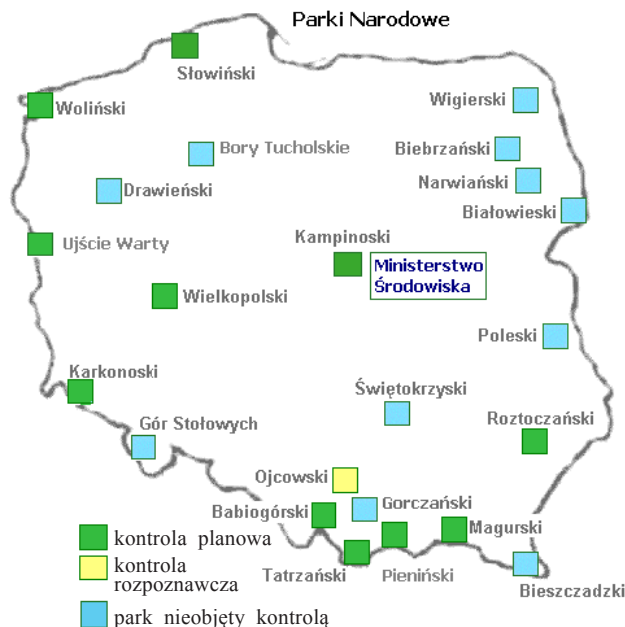 Parki Narodowe
Słowiński
Woliński
Wigierski
Bory Tucholskie
Biebrzański
Drawieński
Narwiański
Białowieski
Ujście Warty
Kampinoski
Ministerstwo
Środowiska
Wielkopolski
Poleski
Karkonoski
Świętokrzyski
Gór Stołowych
Roztoczański
Ojcowski
Babiogórski
Gorczański
Magurski
Tatrzański
Pieniński
Bieszczadzki
kontrola planowa
kontrola
rozpoznawcza
park nieobjęty kontrolą